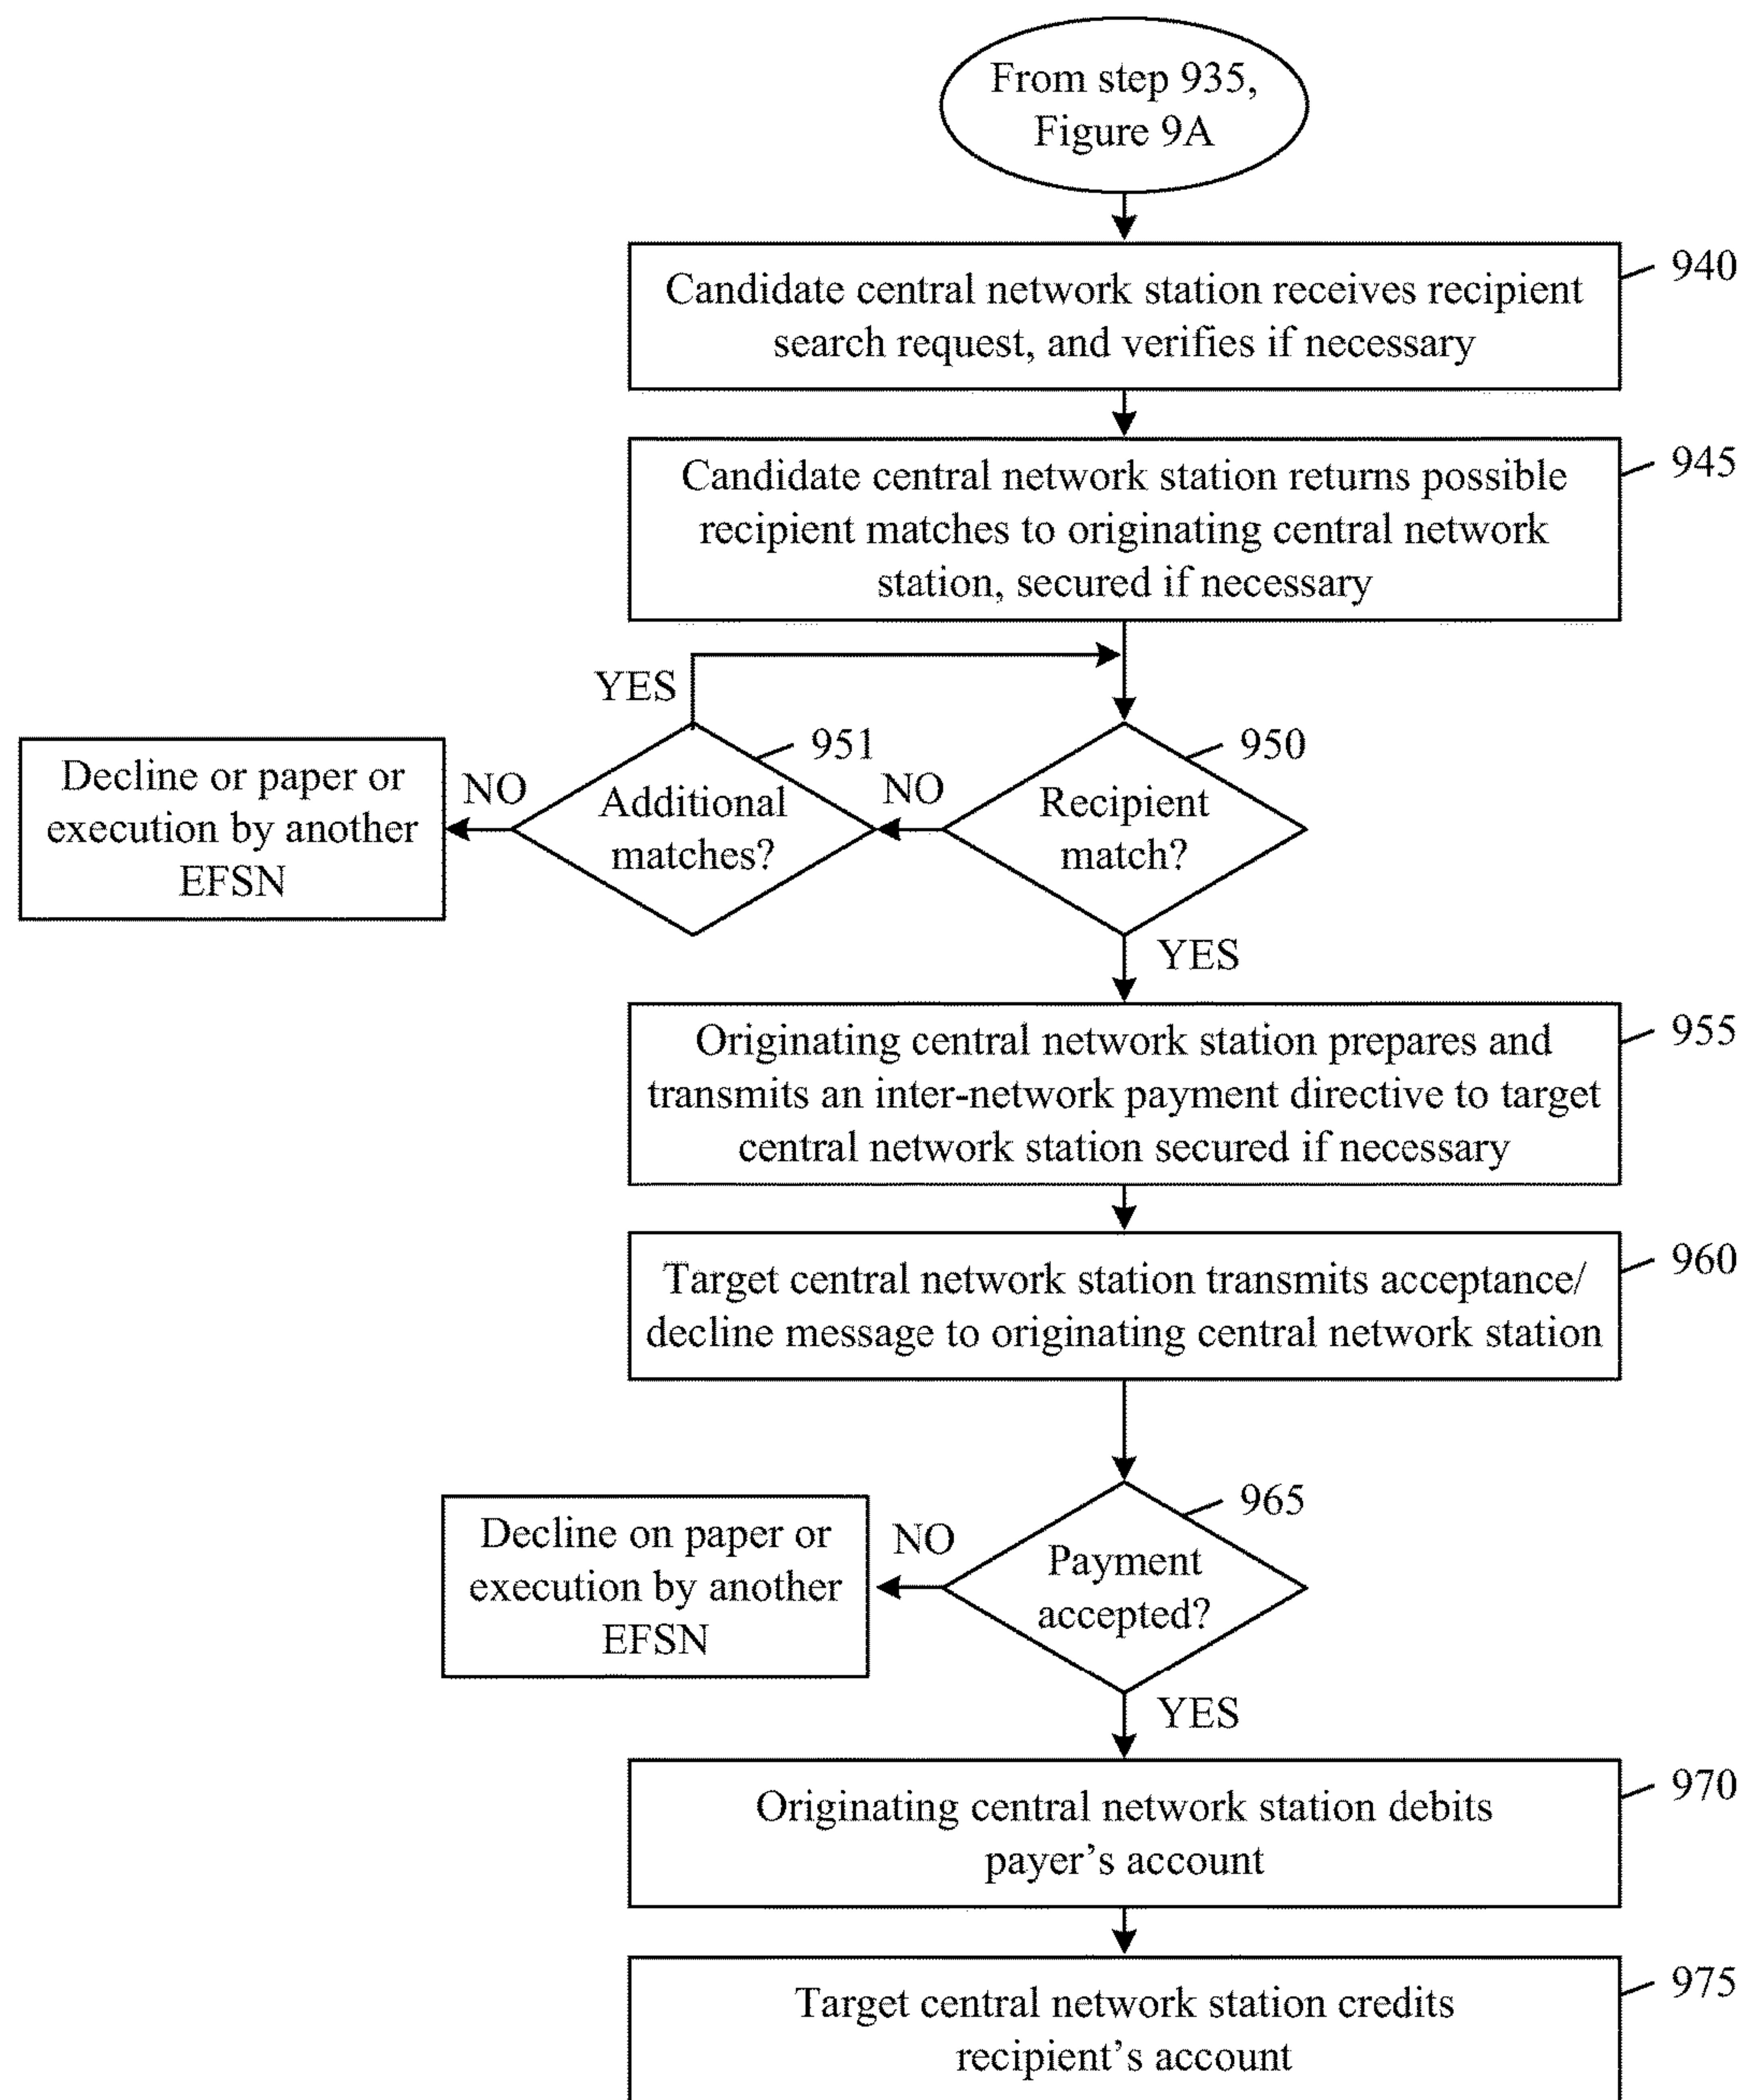 From step 935,
Figure 9A
940
Candidate central network station receives recipient
search request, and verifies if necessary
945
Candidate central network station returns possible
recipient matches to originating central network
station, secured if necessary
YES
951
950
Decline or paper or
execution by another
EFSN
NO
Additional
matches?
NO
Recipient
match?
YES
955
Originating central network station prepares and
transmits an inter-network payment directive to target
central network station secured if necessary
960
Target central network station transmits acceptance/
decline message to originating central network station
965
Decline on paper or
execution by another
EFSN
NO
Payment
accepted?
YES
970
Originating central network station debits
payer's account
975
Target central network station credits
recipient's account